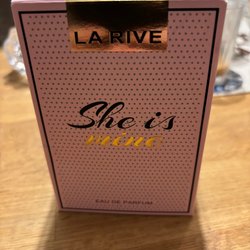 LA RIVE
She is
mine
EAU DE PARFUM